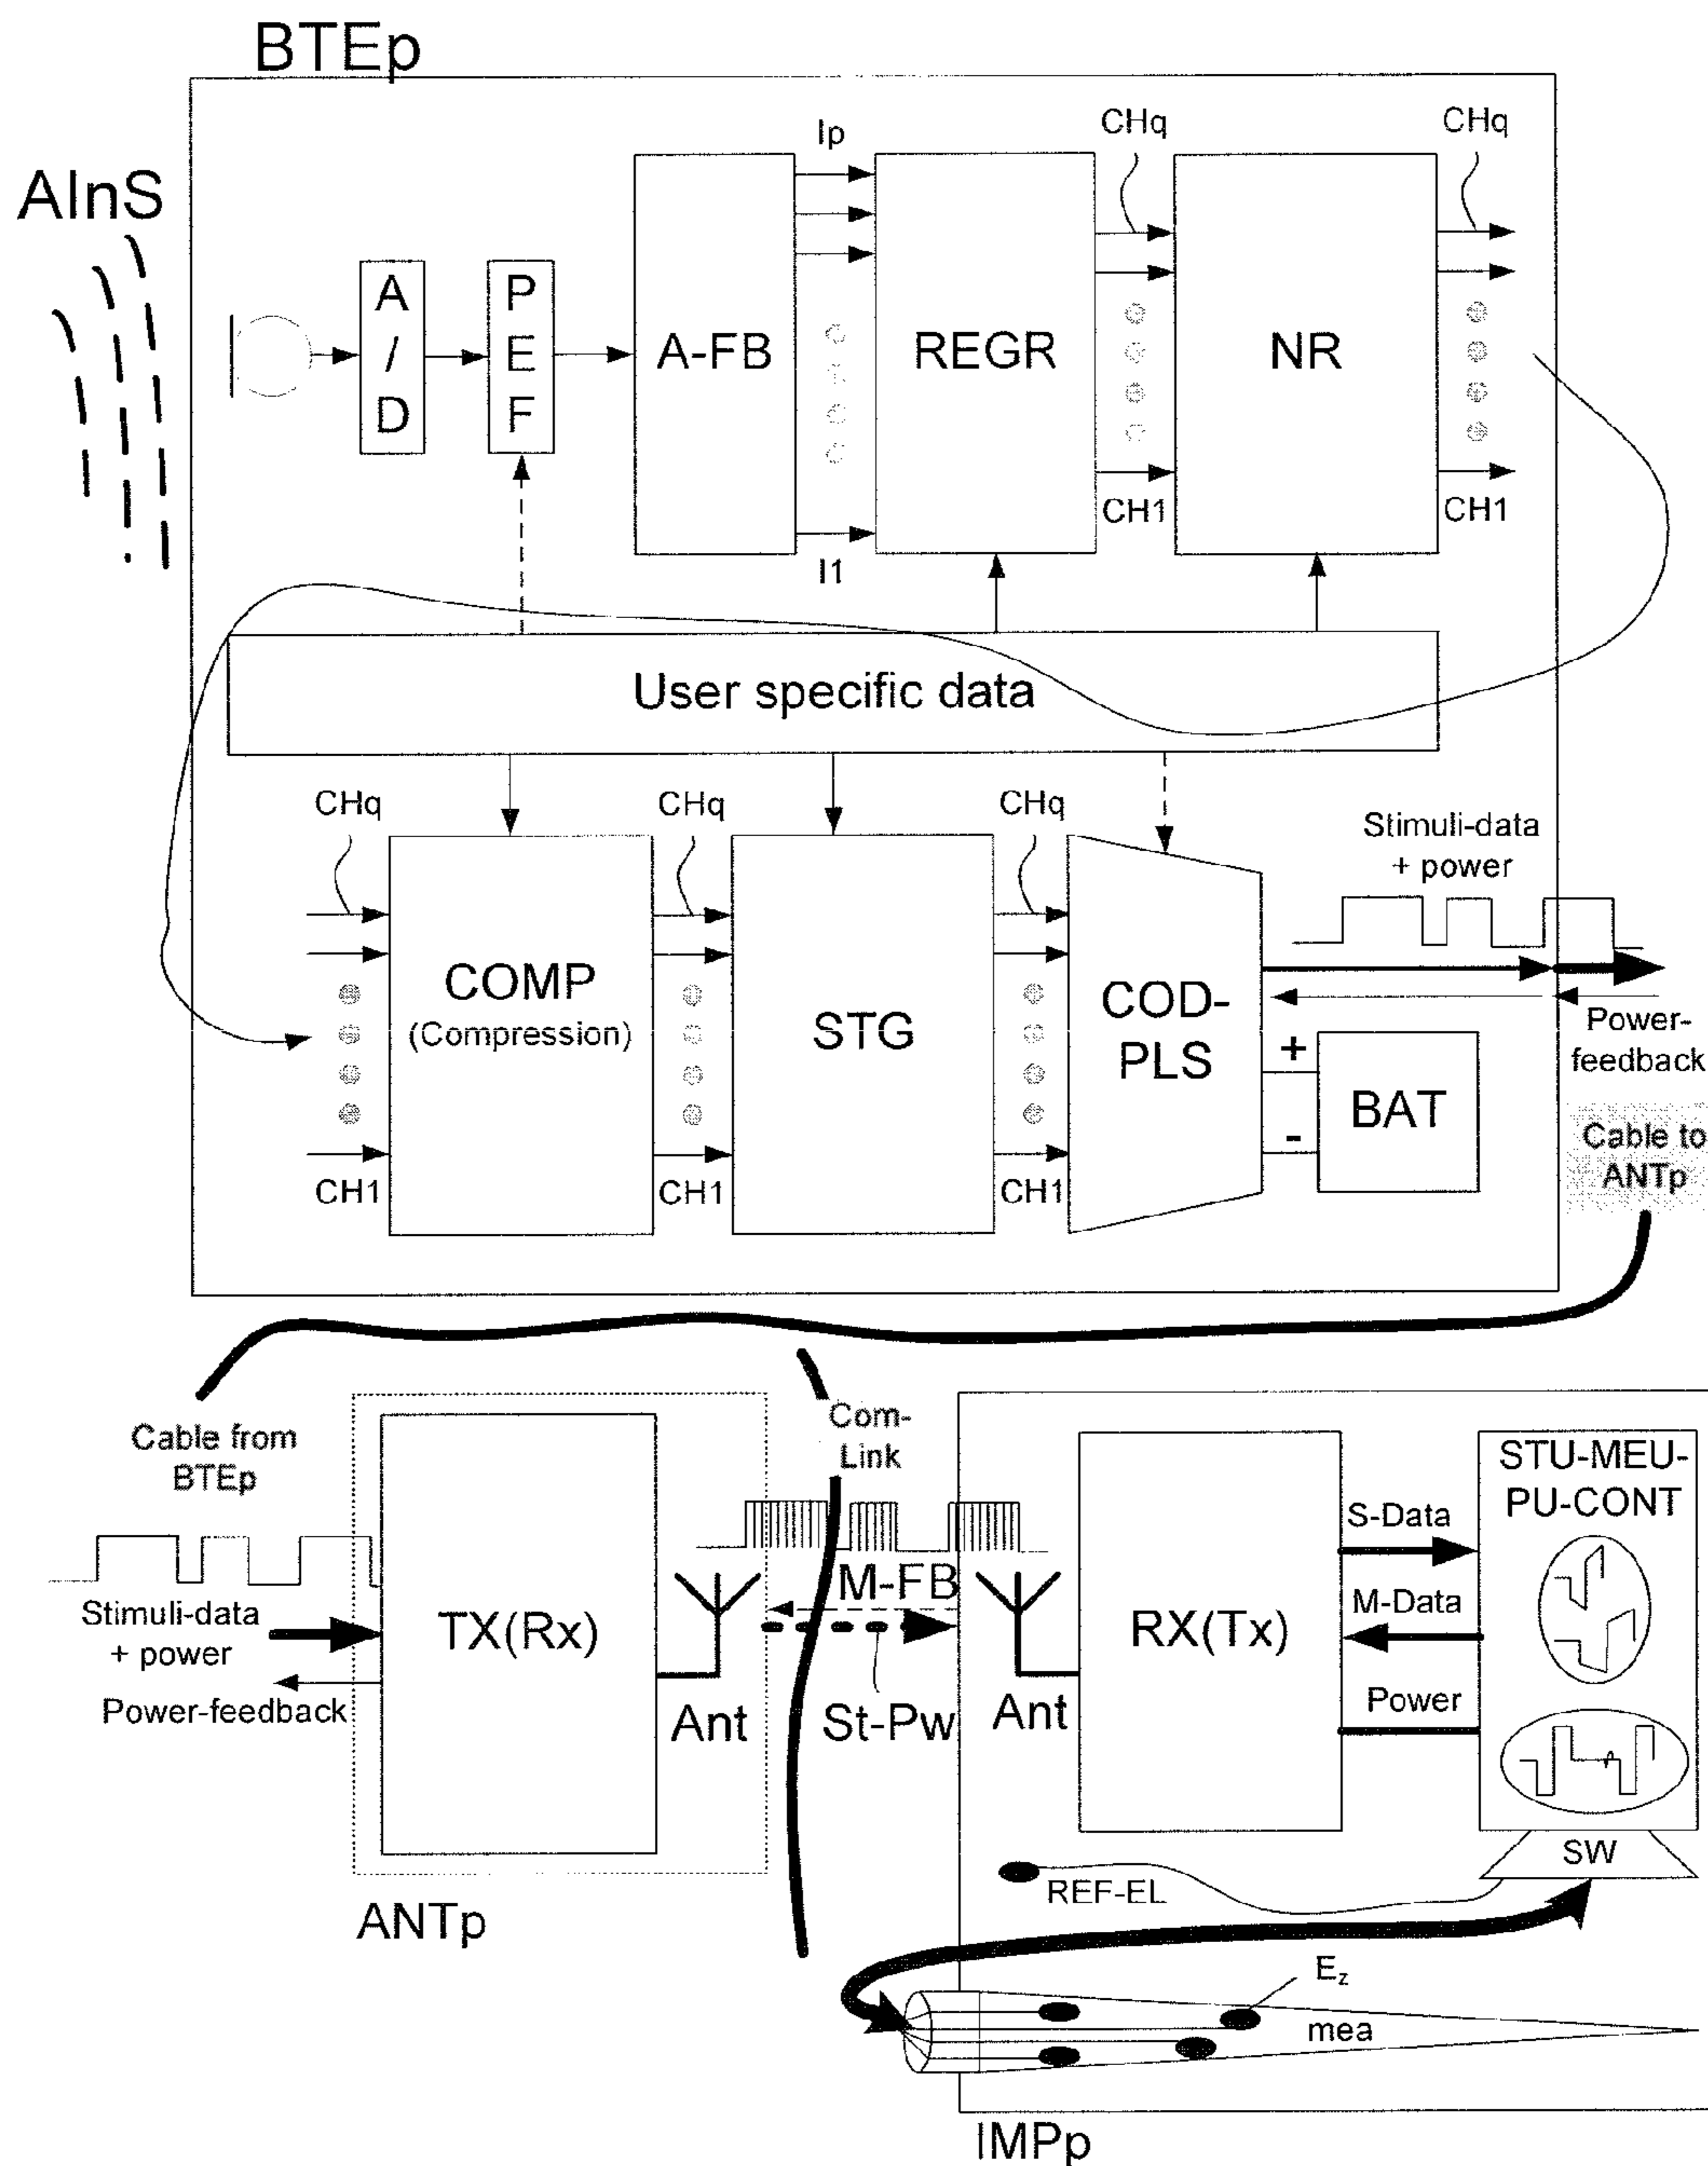 BTEp
AInS
Ip
CHq
CHq
A
/
D
P
E
F
A-FB
REGR
NR
I1
CH1
CH1
User specific data
CHq
CHq
CHq
Stimuli-data
+ power
COMP
(Compression)
STG
COD-
PLS
Power-
feedback
+
-
BAT
Cable to
ANTp
CH1
CH1
CH1
Cable from
BTEp
Com-
Link
STU-MEU-
PU-CONT
S-Data
M-FB
M-Data
Stimuli-data
+ power
TX(Rx)
RX(Tx)
Power-feedback
Ant
St-Pw
Ant
Power
SW
REF-EL
ANTp
Ez
mea
IMPp